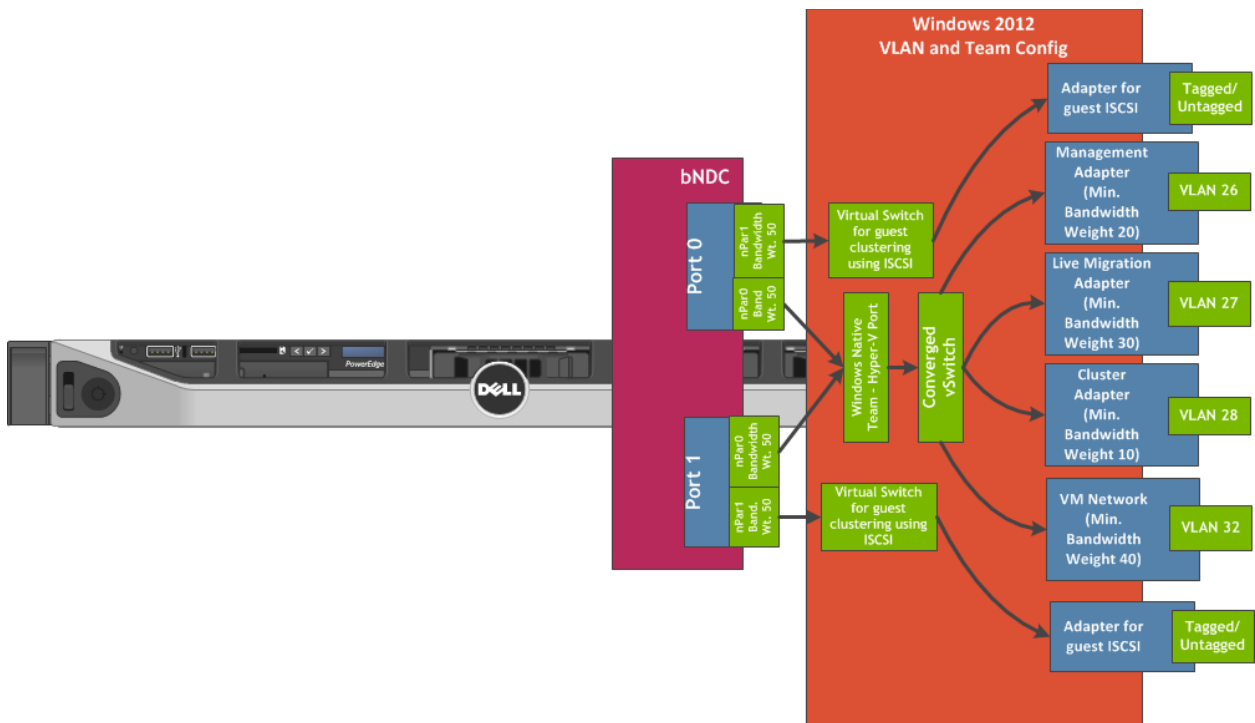 Windows 2012
VLAN and Team Config
Adapter for
guest ISCSI
Tagged/
Untagged
bNDC
Management
Adapter
(Min.
Bandwidth
Weight 20)
VLAN 26
Port 0
nPar1
Bandwidth
Wt. 50
nPar0
Band
Wt. 50
Virtual Switch
for guest
clustering
using ISCSI
Live Migration
Adapter
(Min.
Bandwidth
Weight 30)
VLAN 27
Windows Native
Team - Hyper-V Port
Converged
vSwitch
PowerEdge
DELL
Cluster
Adapter
(Min.
Bandwidth
Weight 10)
VLAN 28
Port 1
nPar0
Bandwidth
Wt. 50
nPar1
Band.
Wt. 50
Virtual Switch
for guest
clustering using
ISCSI
VM Network
(Min.
Bandwidth
Weight 40)
VLAN 32
Adapter for
guest ISCSI
Tagged/
Untagged